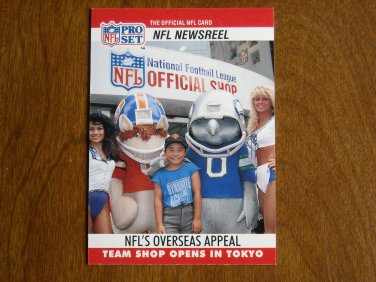 THE OFFICIAL NFL CARD
NFL PRO SET
NFL NEWSREEL
National Football League
NFL OFFICIAL SHOP
NFL'S OVERSEAS APPEAL
TEAM SHOP OPENS IN TOKYO